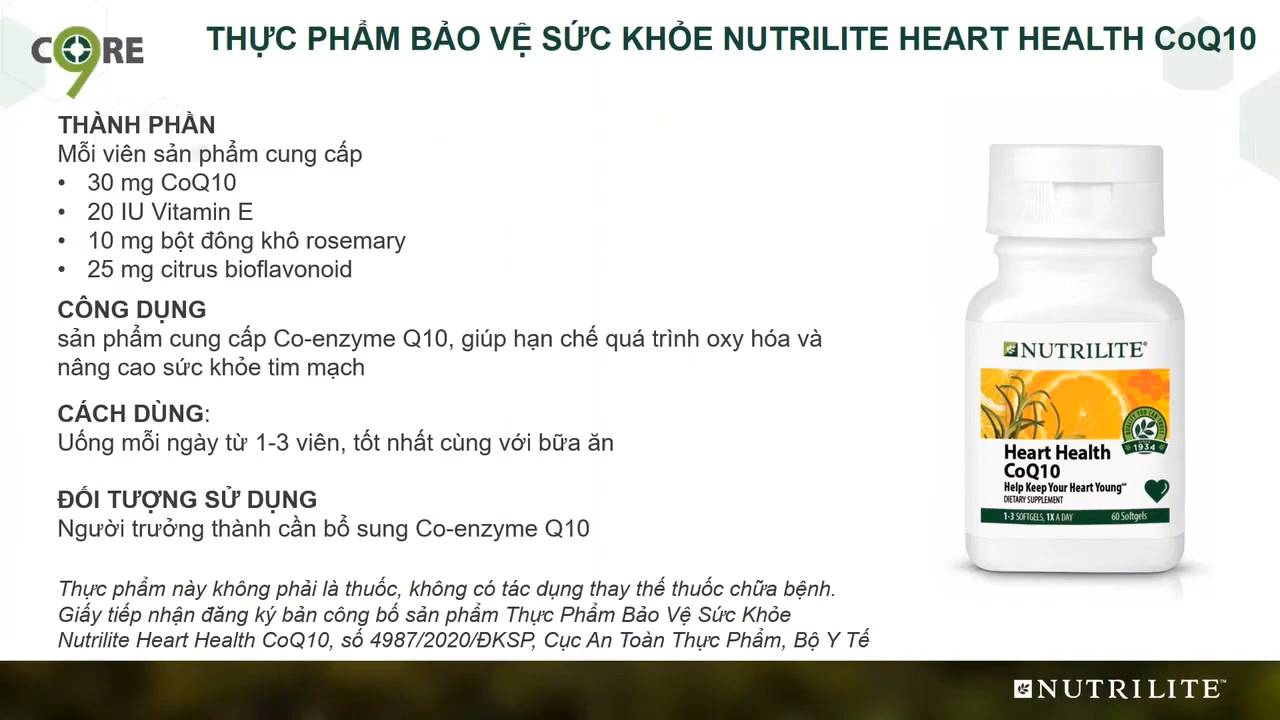 CORE 9
THỰC PHẨM BẢO VỆ SỨC KHỎE NUTRILITE HEART HEALTH CoQ10
THÀNH PHẦN
Mỗi viên sản phẩm cung cấp
• 30 mg CoQ10
• 20 IU Vitamin E
• 10 mg bột đông khô rosemary
• 25 mg citrus bioflavonoid
CÔNG DỤNG
sản phẩm cung cấp Co-enzyme Q10, giúp hạn chế quá trình oxy hóa và
nâng cao sức khỏe tim mạch
CÁCH DÙNG:
Uống mỗi ngày từ 1-3 viên, tốt nhất cùng với bữa ăn
ĐỐI TƯỢNG SỬ DỤNG
Người trưởng thành cần bổ sung Co-enzyme Q10
Thực phẩm này không phải là thuốc, không có tác dụng thay thế thuốc chữa bệnh.
Giấy tiếp nhận đăng ký bản công bố sản phẩm Thực Phẩm Bảo Vệ Sức Khỏe
Nutrilite Heart Health CoQ10, số 4987/2020/ĐKSP, Cục An Toàn Thực Phẩm, Bộ Y Tế
NUTRILITE®
1934
Heart Health
CoQ10
Help Keep Your Heart Young**
DIETARY SUPPLEMENT
1-3 SOFTGELS, 1X A DAY 60 Softgels
NUTRILITE™